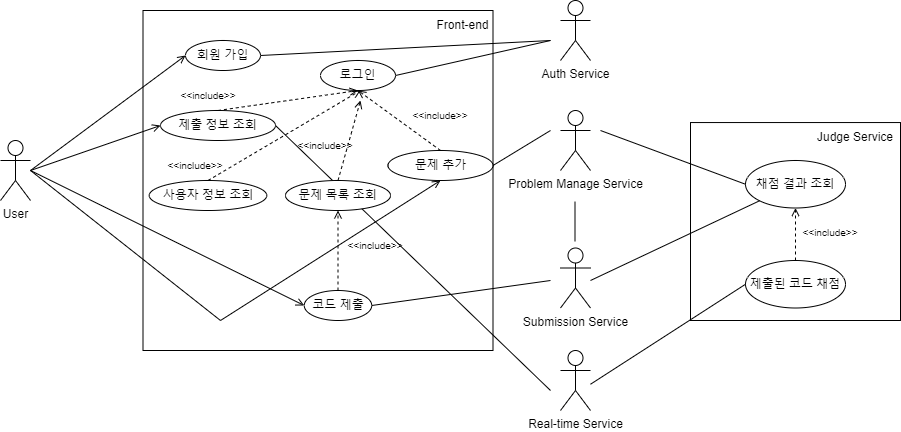 Front-end
회원 가입
로그인
Auth Service
<<include>>
제출 정보 조회
<<include>>
<<include>>
Judge Service
<<include>>
문제 추가
User
사용자 정보 조회
문제 목록 조회
Problem Manage Service
채점 결과 조회
<<include>>
<<include>>
코드 제출
Submission Service
제출된 코드 채점
Real-time Service